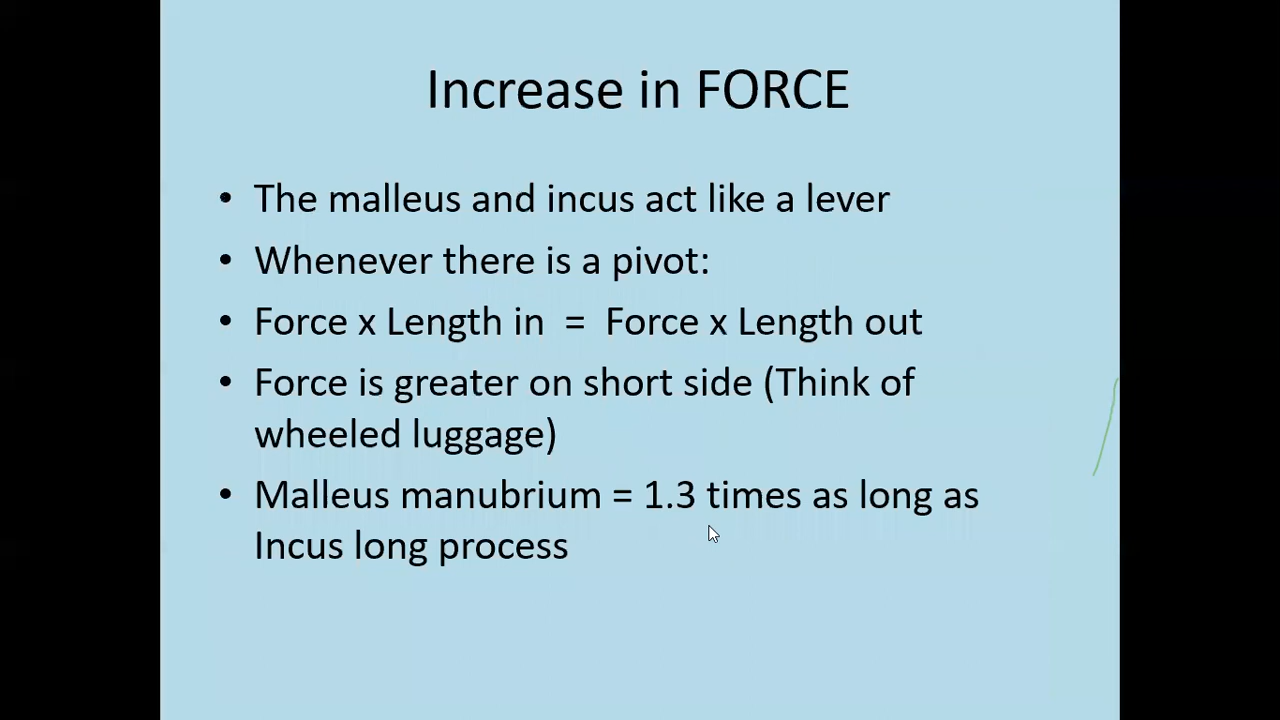 Increase in FORCE
• The malleus and incus act like a lever
• Whenever there is a pivot:
• Force x Length in  =  Force x Length out
• Force is greater on short side (Think of
wheeled luggage)
• Malleus manubrium = 1.3 times as long as
Incus long process